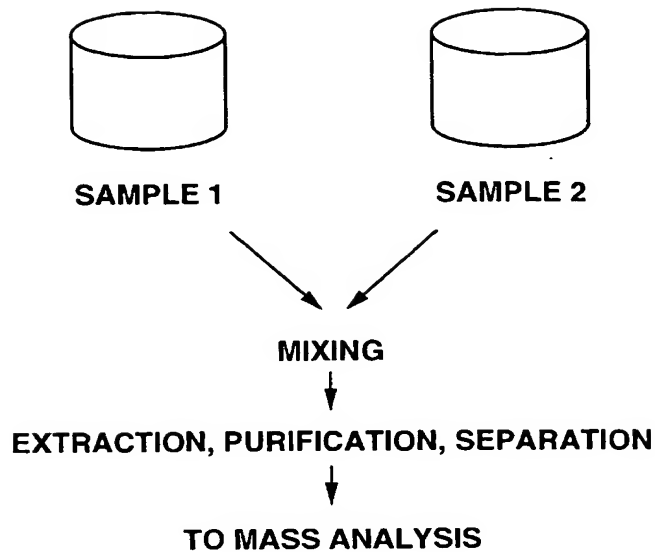 SAMPLE 1
SAMPLE 2
MIXING
EXTRACTION, PURIFICATION, SEPARATION
TO MASS ANALYSIS